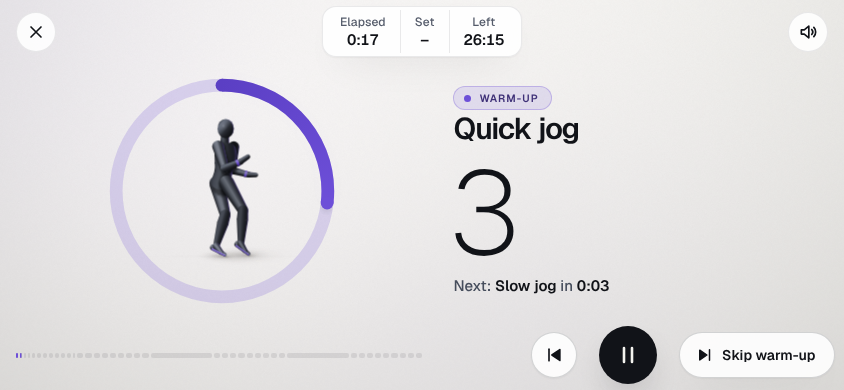 Elapsed Set Left
0:17 – 26:15
WARM-UP
Quick jog
3
Next: Slow jog in 0:03
Skip warm-up